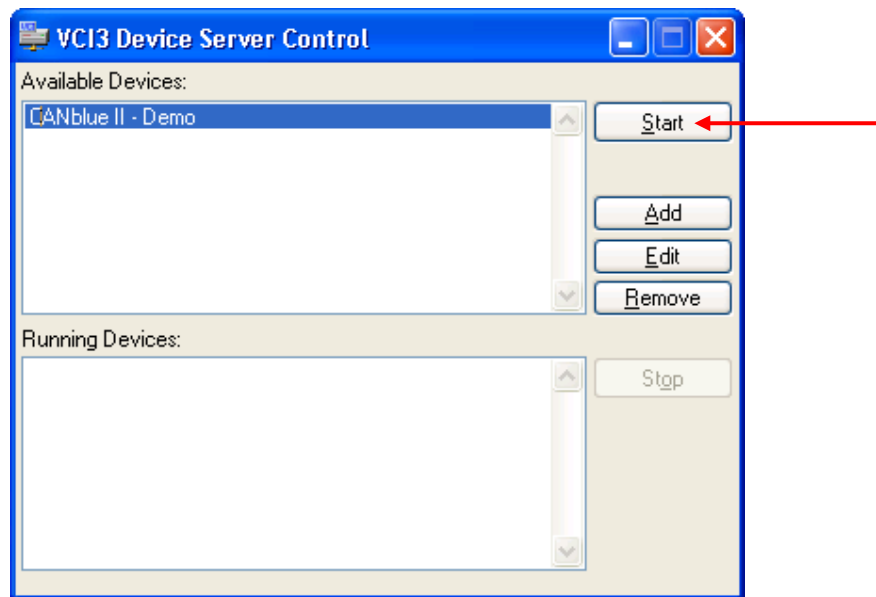 VCI3 Device Server Control
Available Devices:
CANblue II - Demo
Start
Add
Edit
Remove
Running Devices:
Stop